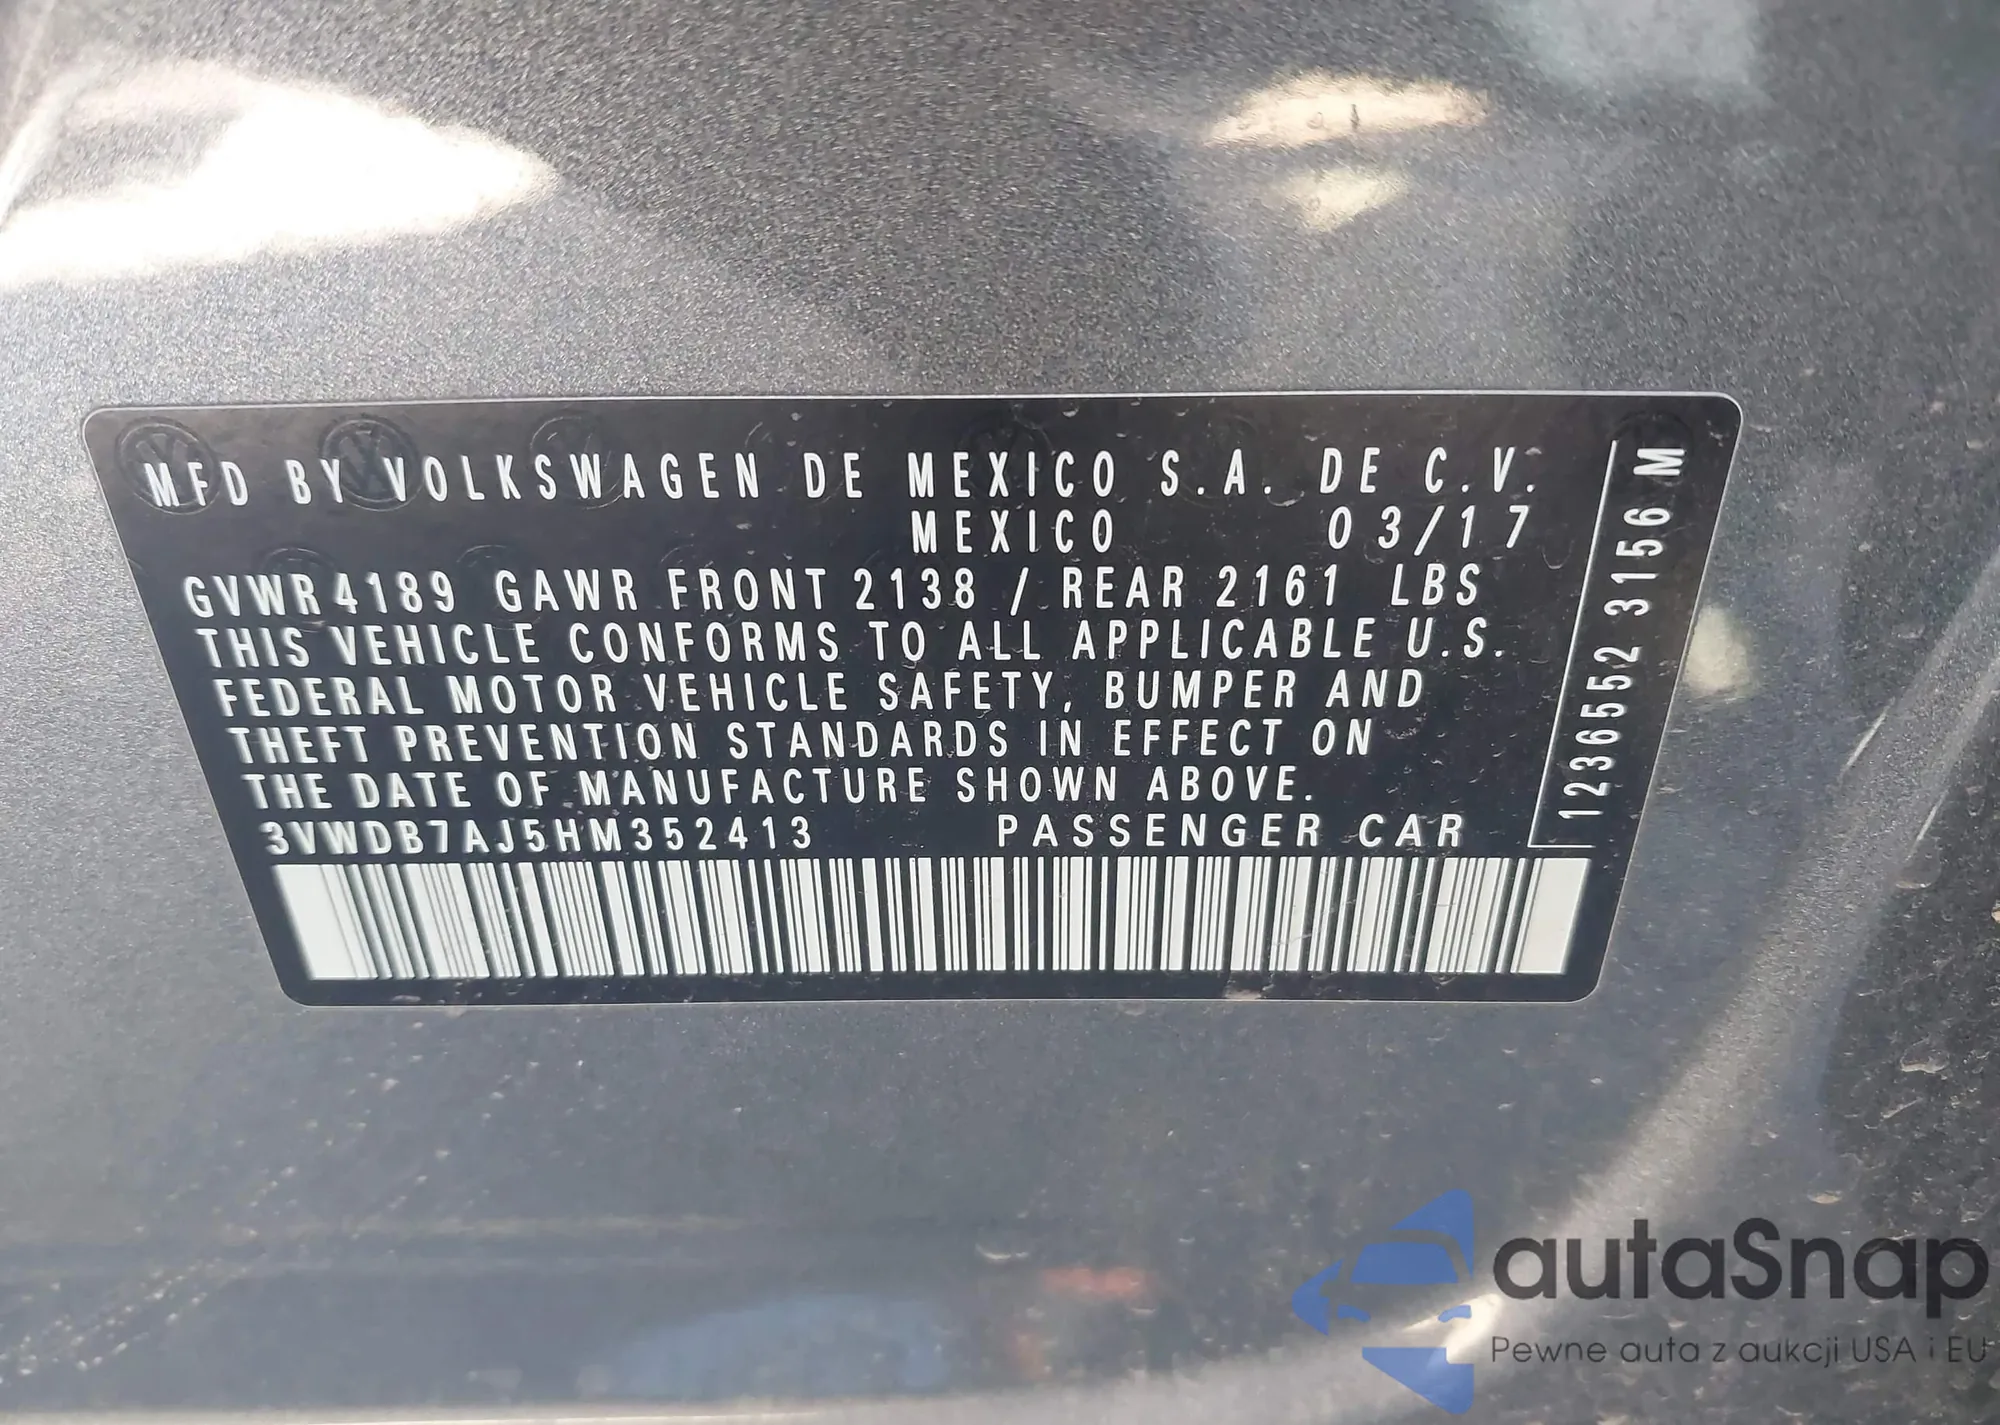 MFD BY VOLKSWAGEN DE MEXICO S.A. DE C.V.
MEXICO 03/17
GVWR 4189 GAWR FRONT 2138 / REAR 2161 LBS
THIS VEHICLE CONFORMS TO ALL APPLICABLE U.S.
FEDERAL MOTOR VEHICLE SAFETY, BUMPER AND
THEFT PREVENTION STANDARDS IN EFFECT ON
THE DATE OF MANUFACTURE SHOWN ABOVE.
3VWDB7AJ5HM352413 PASSENGER CAR
1236552 3156 M
autaSnap
Pewne auta z aukcji USA i EU